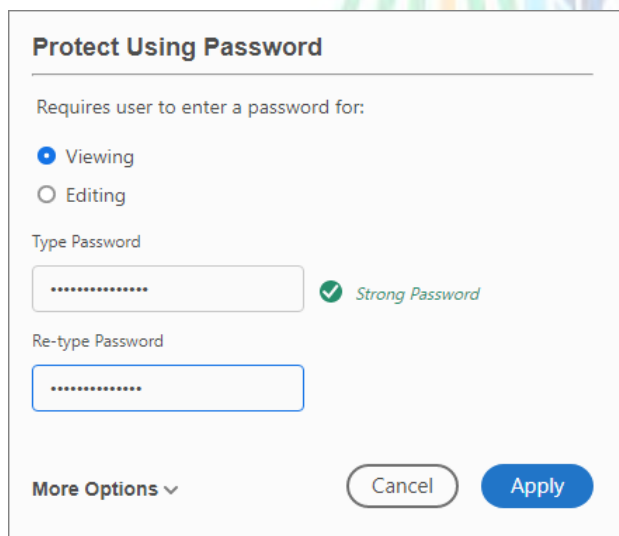 Protect Using Password
Requires user to enter a password for:
Viewing
Editing
Type Password
•••••••••••••••
Strong Password
Re-type Password
••••••••••••••
More Options
Cancel
Apply